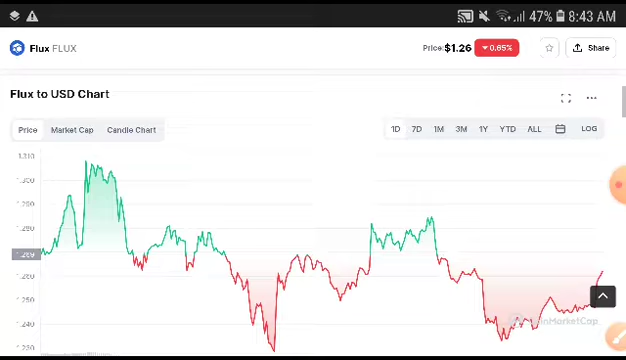 47% 8:43 AM
Flux FLUX
Price: $1.26 ▼ 0.65%
Share
Flux to USD Chart
Price Market Cap Candle Chart
1D 7D 1M 3M 1Y YTD ALL LOG
1.310
1.300
1.290
1.280
1.269
1.260
1.250
1.240
1.230
CoinMarketCap